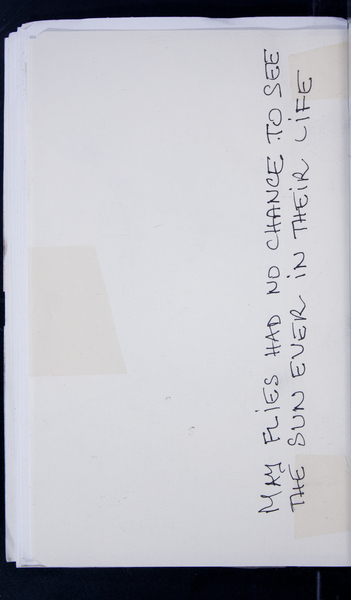 MAY FLIES HAD NO CHANCE TO SEE
THE SUN EVER IN THEIR LIFE